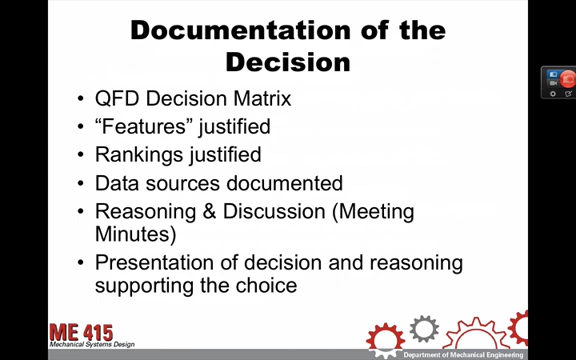 Documentation of the
Decision
• QFD Decision Matrix
• “Features” justified
• Rankings justified
• Data sources documented
• Reasoning & Discussion (Meeting
Minutes)
• Presentation of decision and reasoning
supporting the choice
ME 415
Mechanical Systems Design
Department of Mechanical Engineering